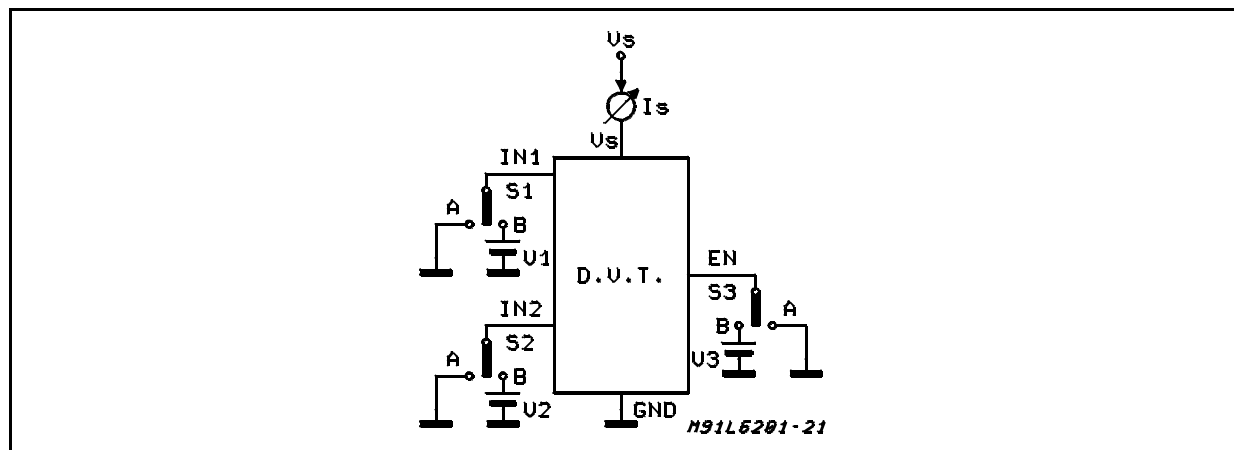 Vs
Is
Vs
IN1
S1
A
B
V1
D.V.T.
EN
S3
A
B
V3
IN2
S2
A
B
V2
GND
M91L6201-21